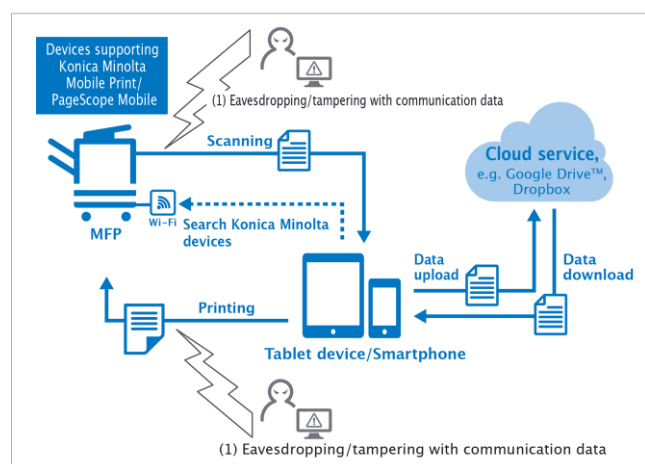 Devices supporting
Konica Minolta
Mobile Print/
PageScope Mobile
(1) Eavesdropping/tampering with communication data
Scanning
Cloud service,
e.g. Google Drive™,
Dropbox
Wi-Fi
MFP
Search Konica Minolta
devices
Data
upload
Data
download
Printing
Tablet device/Smartphone
(1) Eavesdropping/tampering with communication data